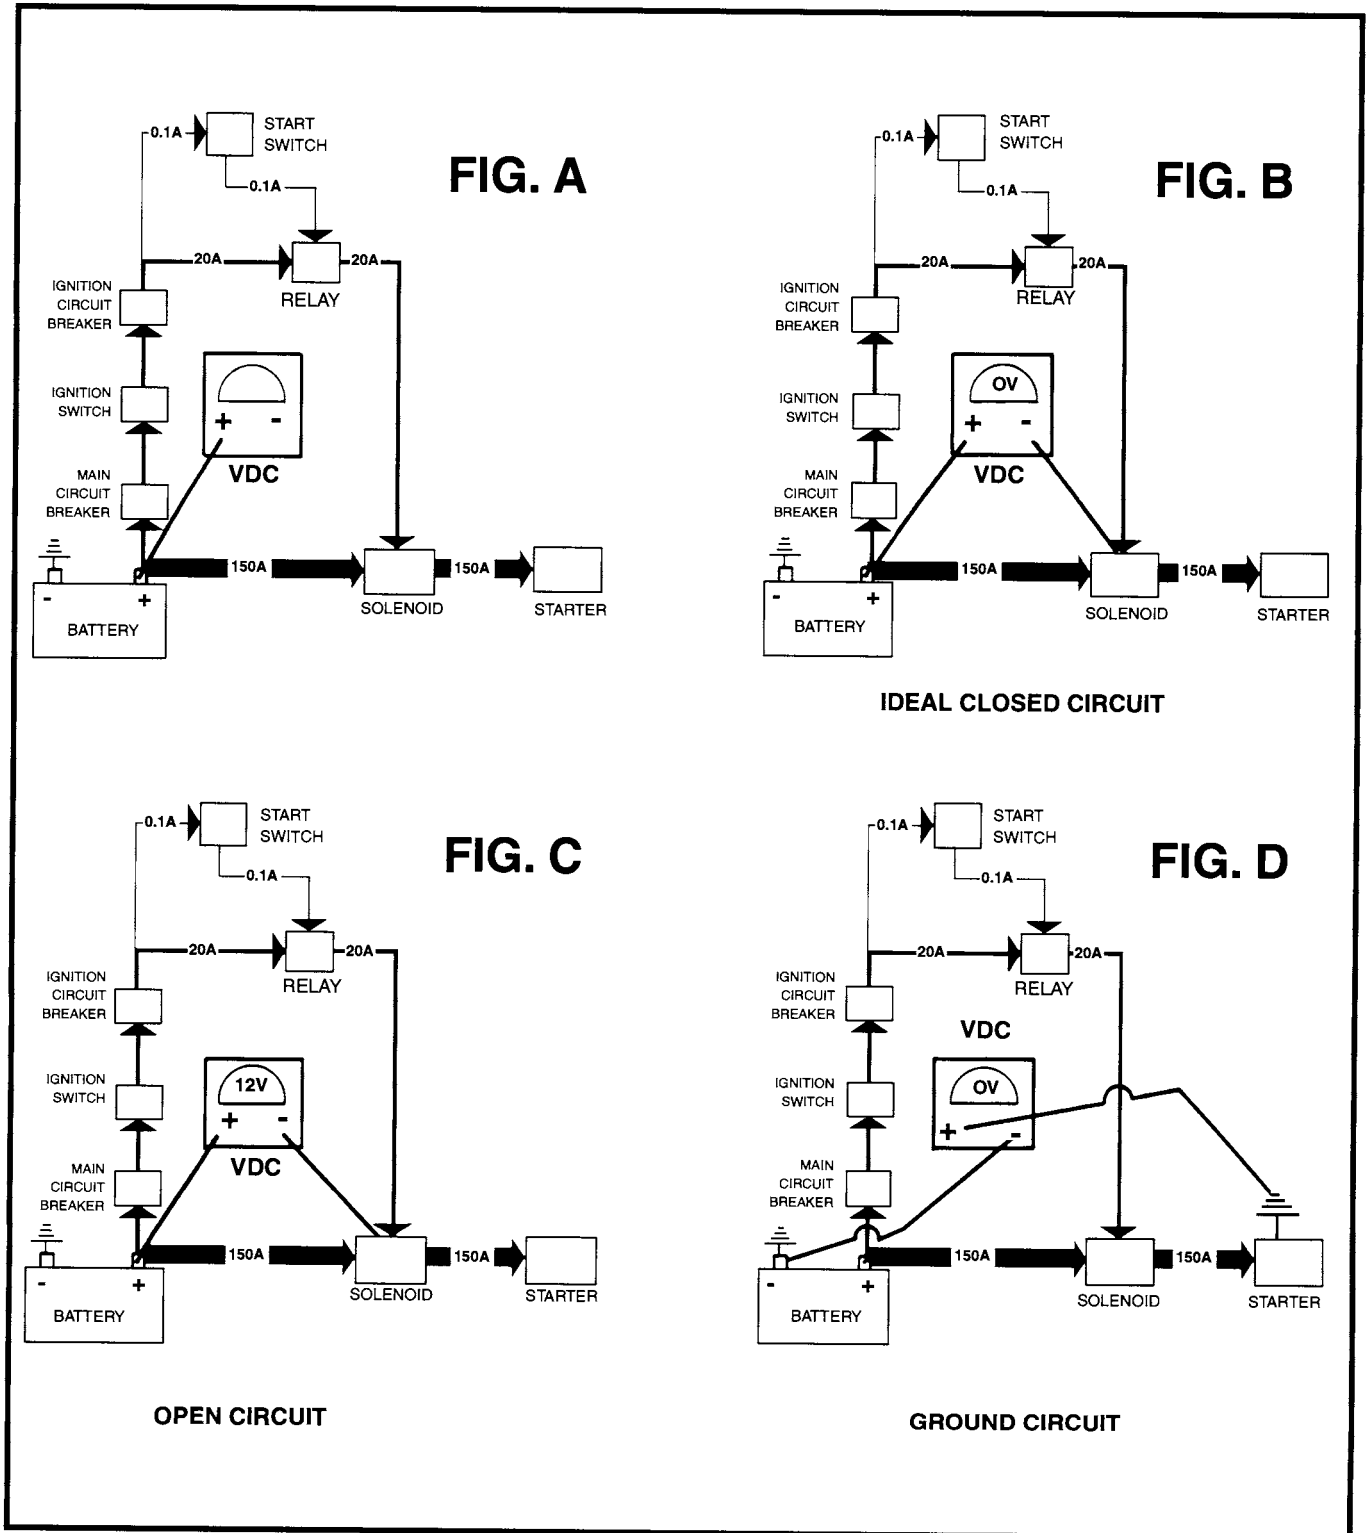 FIG. A
0.1A
START
SWITCH
0.1A
20A
20A
RELAY
IGNITION
CIRCUIT
BREAKER
IGNITION
SWITCH
+ -
VDC
MAIN
CIRCUIT
BREAKER
150A
150A
- +
BATTERY
SOLENOID
STARTER
FIG. B
0.1A
START
SWITCH
0.1A
20A
20A
RELAY
IGNITION
CIRCUIT
BREAKER
IGNITION
SWITCH
OV
+ -
VDC
MAIN
CIRCUIT
BREAKER
150A
150A
- +
BATTERY
SOLENOID
STARTER
IDEAL CLOSED CIRCUIT
FIG. C
0.1A
START
SWITCH
0.1A
20A
20A
RELAY
IGNITION
CIRCUIT
BREAKER
IGNITION
SWITCH
12V
+ -
VDC
MAIN
CIRCUIT
BREAKER
150A
150A
- +
BATTERY
SOLENOID
STARTER
OPEN CIRCUIT
FIG. D
0.1A
START
SWITCH
0.1A
20A
20A
RELAY
IGNITION
CIRCUIT
BREAKER
VDC
IGNITION
SWITCH
OV
+ -
MAIN
CIRCUIT
BREAKER
150A
150A
- +
BATTERY
SOLENOID
STARTER
GROUND CIRCUIT